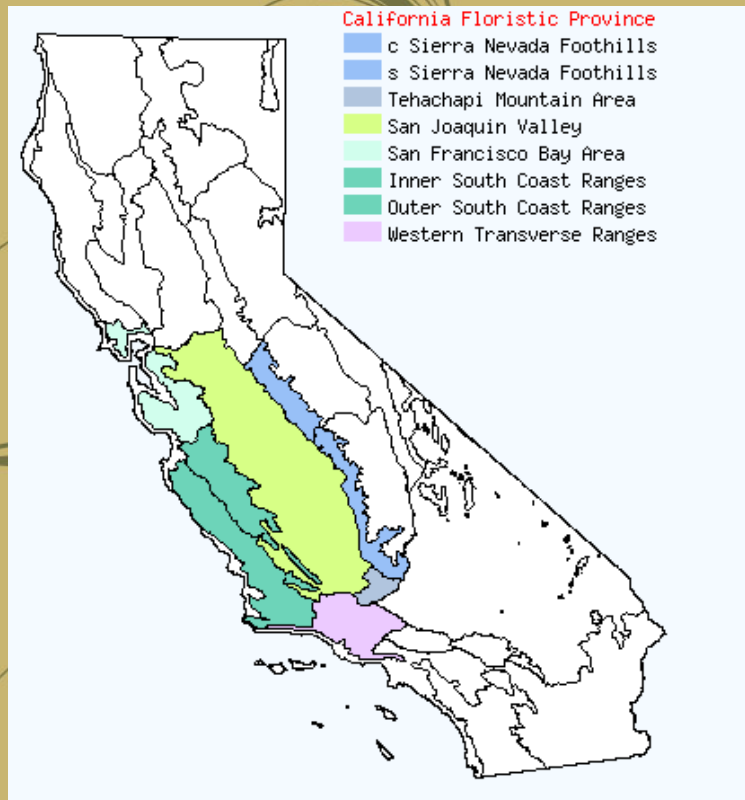 California Floristic Province
c Sierra Nevada Foothills
s Sierra Nevada Foothills
Tehachapi Mountain Area
San Joaquin Valley
San Francisco Bay Area
Inner South Coast Ranges
Outer South Coast Ranges
Western Transverse Ranges